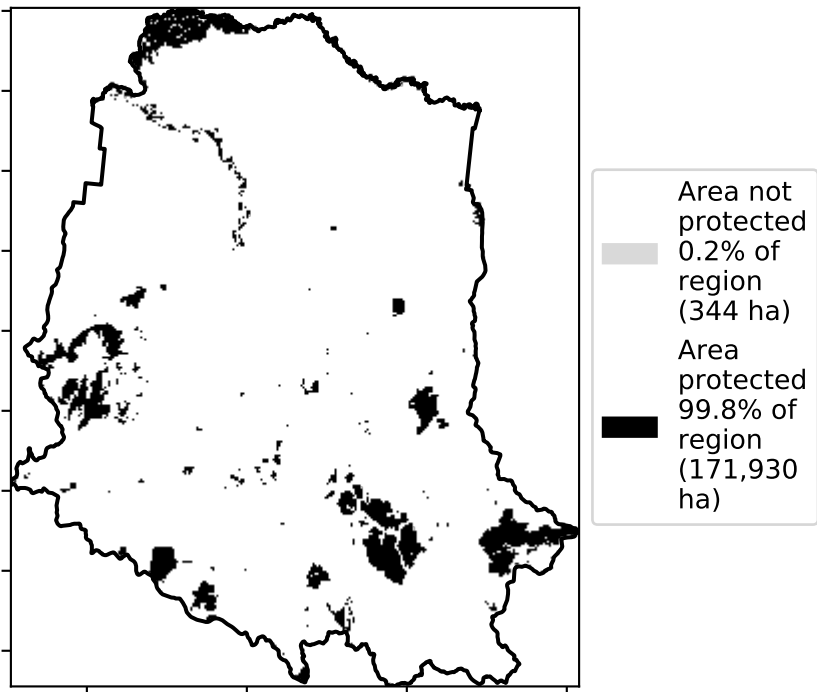 Area not
protected
0.2% of
region
(344 ha)
Area
protected
99.8% of
region
(171,930
ha)